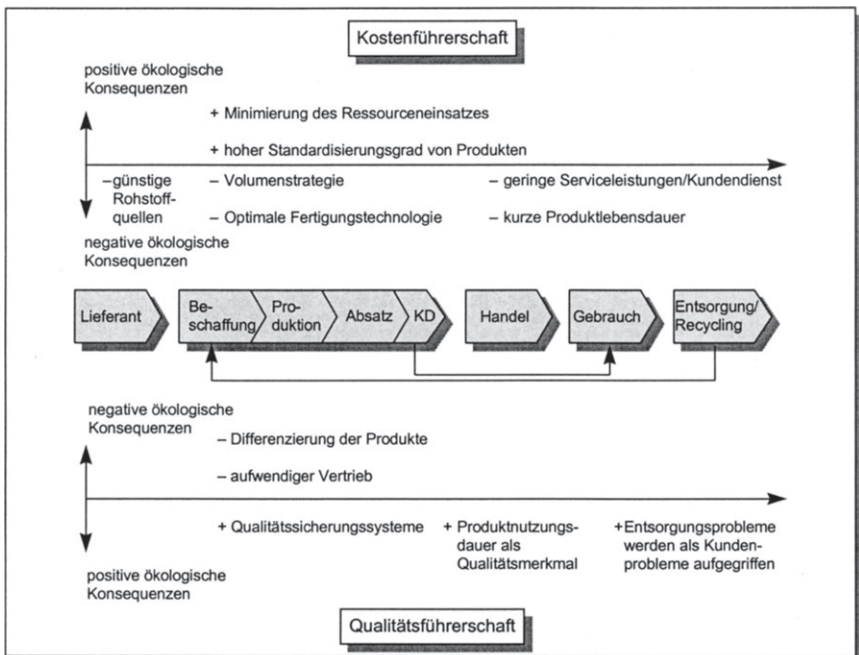 Kostenführerschaft
positive ökologische
Konsequenzen
+ Minimierung des Ressourceneinsatzes
+ hoher Standardisierungsgrad von Produkten
– günstige
Rohstoff-
quellen
– Volumenstrategie
– geringe Serviceleistungen/Kundendienst
– Optimale Fertigungstechnologie
– kurze Produktlebensdauer
negative ökologische
Konsequenzen
Lieferant
Be-
schaffung
Pro-
duktion
Absatz
KD
Handel
Gebrauch
Entsorgung/
Recycling
negative ökologische
Konsequenzen
– Differenzierung der Produkte
– aufwendiger Vertrieb
+ Qualitätssicherungssysteme
+ Produktnutzungs-
dauer als
Qualitätsmerkmal
+Entsorgungsprobleme
werden als Kunden-
probleme aufgegriffen
positive ökologische
Konsequenzen
Qualitätsführerschaft